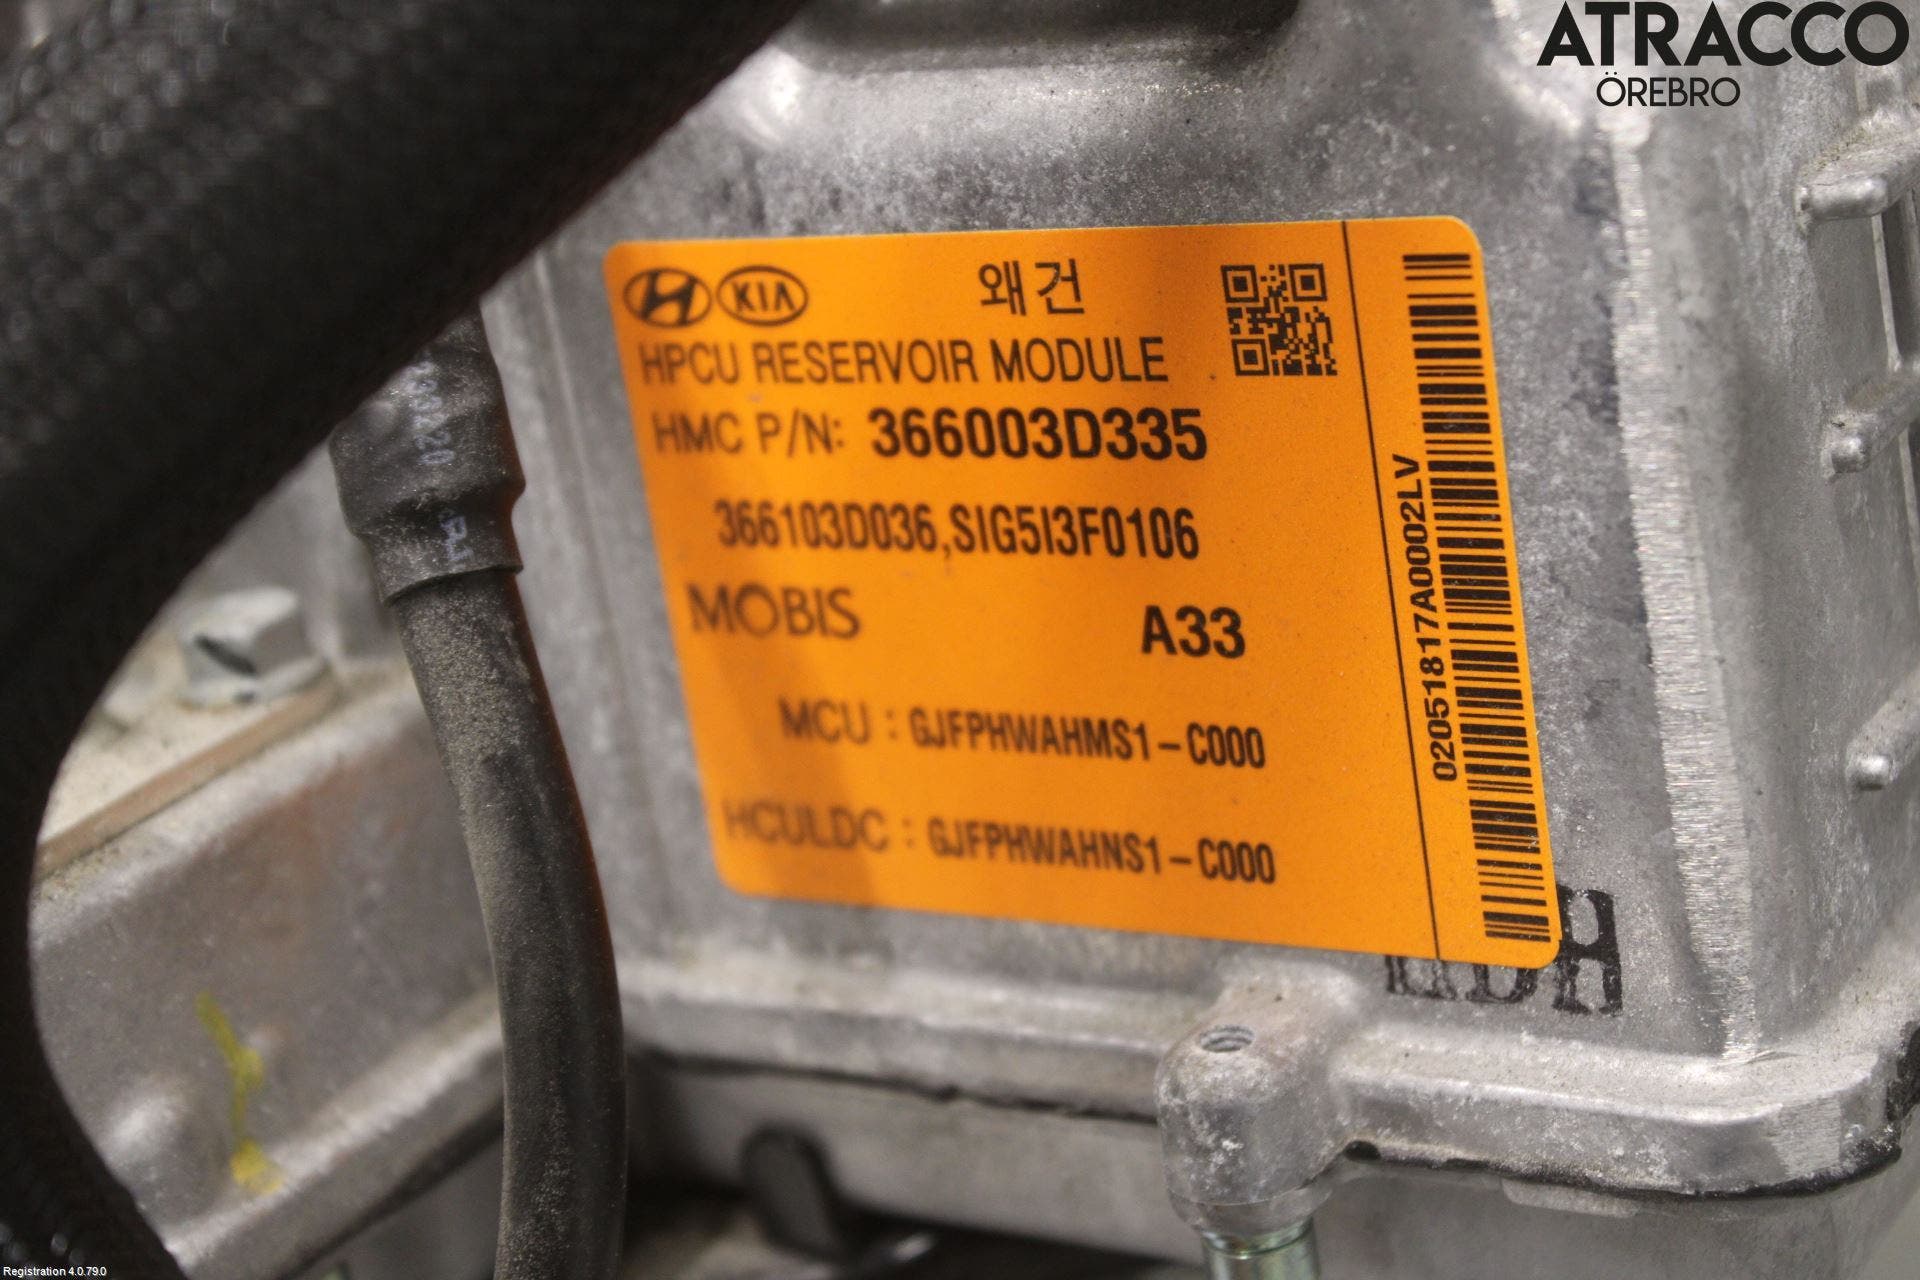 ATRACCO
ÖREBRO
KIA
왜건
HPCU RESERVOIR MODULE
HMC P/N: 366003D335
366103D036,SIG5I3F0106
MOBIS
A33
MCU : GJFPHWAHMS1-C000
HCULDC : GJFPHWAHNS1-C000
02051817A0002LV
Registration 4.0.79.0